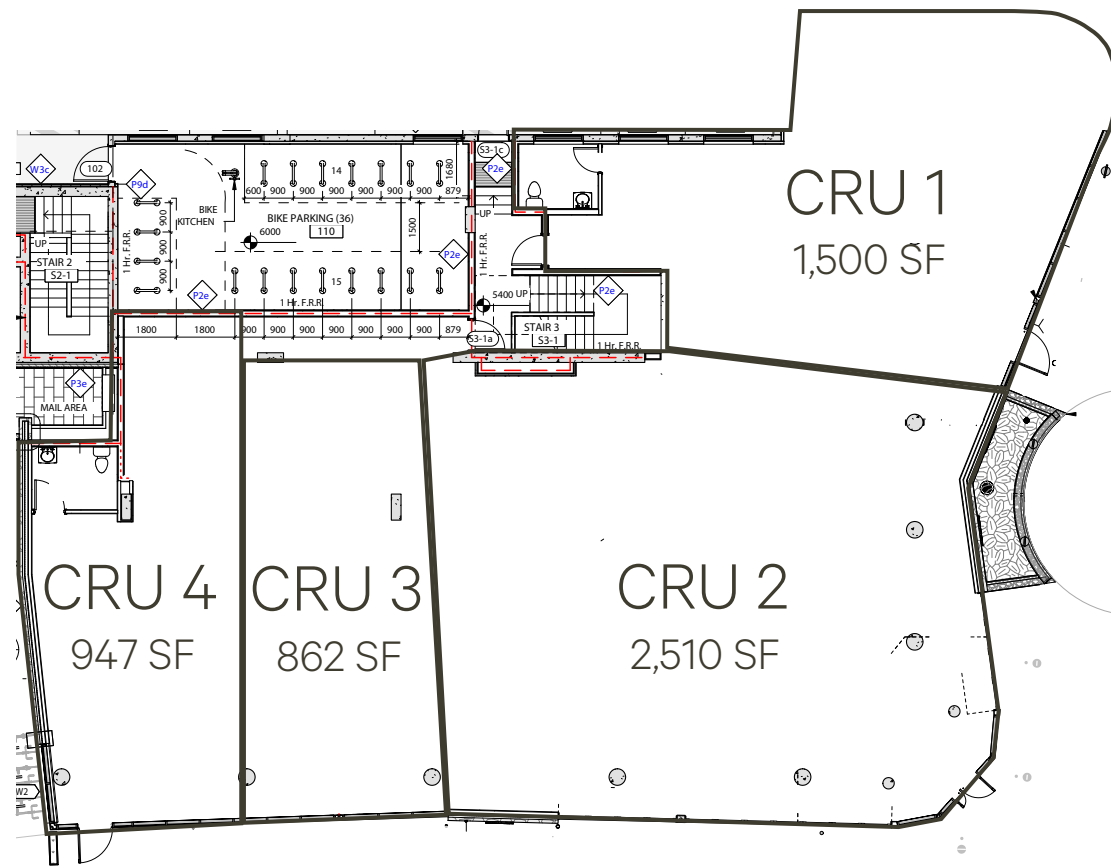 S3-1c
W3c
102
P2e
14
1680
P9d
600 900 900 900 900 900 900 879
CRU 1
BIKE
KITCHEN
BIKE PARKING (36)
110
6000
900
1500
UP
UP
1 Hr. F.R.R.
1 Hr. F.R.R.
900
P2e
1,500 SF
STAIR 2
S2-1
900
15
P2e
P2e
1 Hr. F.R.R.
5400
UP
1800 1800 900 900 900 900 900 900 900 879
S3-1a
STAIR 3
S3-1
1 Hr. F.R.R.
P3e
MAIL AREA
CRU 4
CRU 3
CRU 2
947 SF
862 SF
2,510 SF
W2